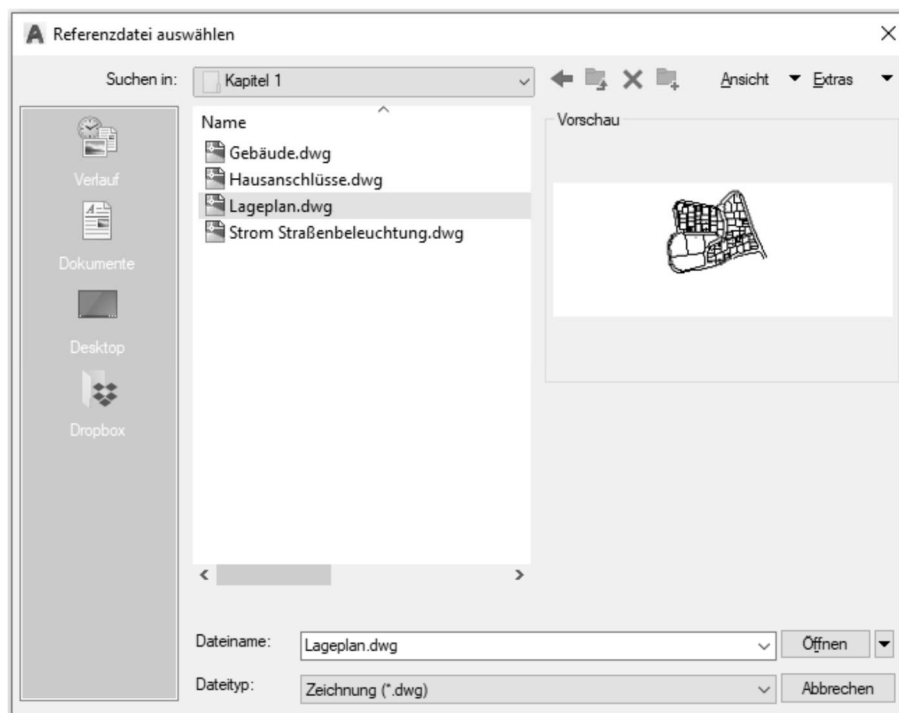 Referenzdatei auswählen
Suchen in:
Kapitel 1
Ansicht
Extras
Verlauf
Dokumente
Desktop
Dropbox
Name
Gebäude.dwg
Hausanschlüsse.dwg
Lageplan.dwg
Strom Straßenbeleuchtung.dwg
Vorschau
Dateiname:
Lageplan.dwg
Öffnen
Dateityp:
Zeichnung (*.dwg)
Abbrechen